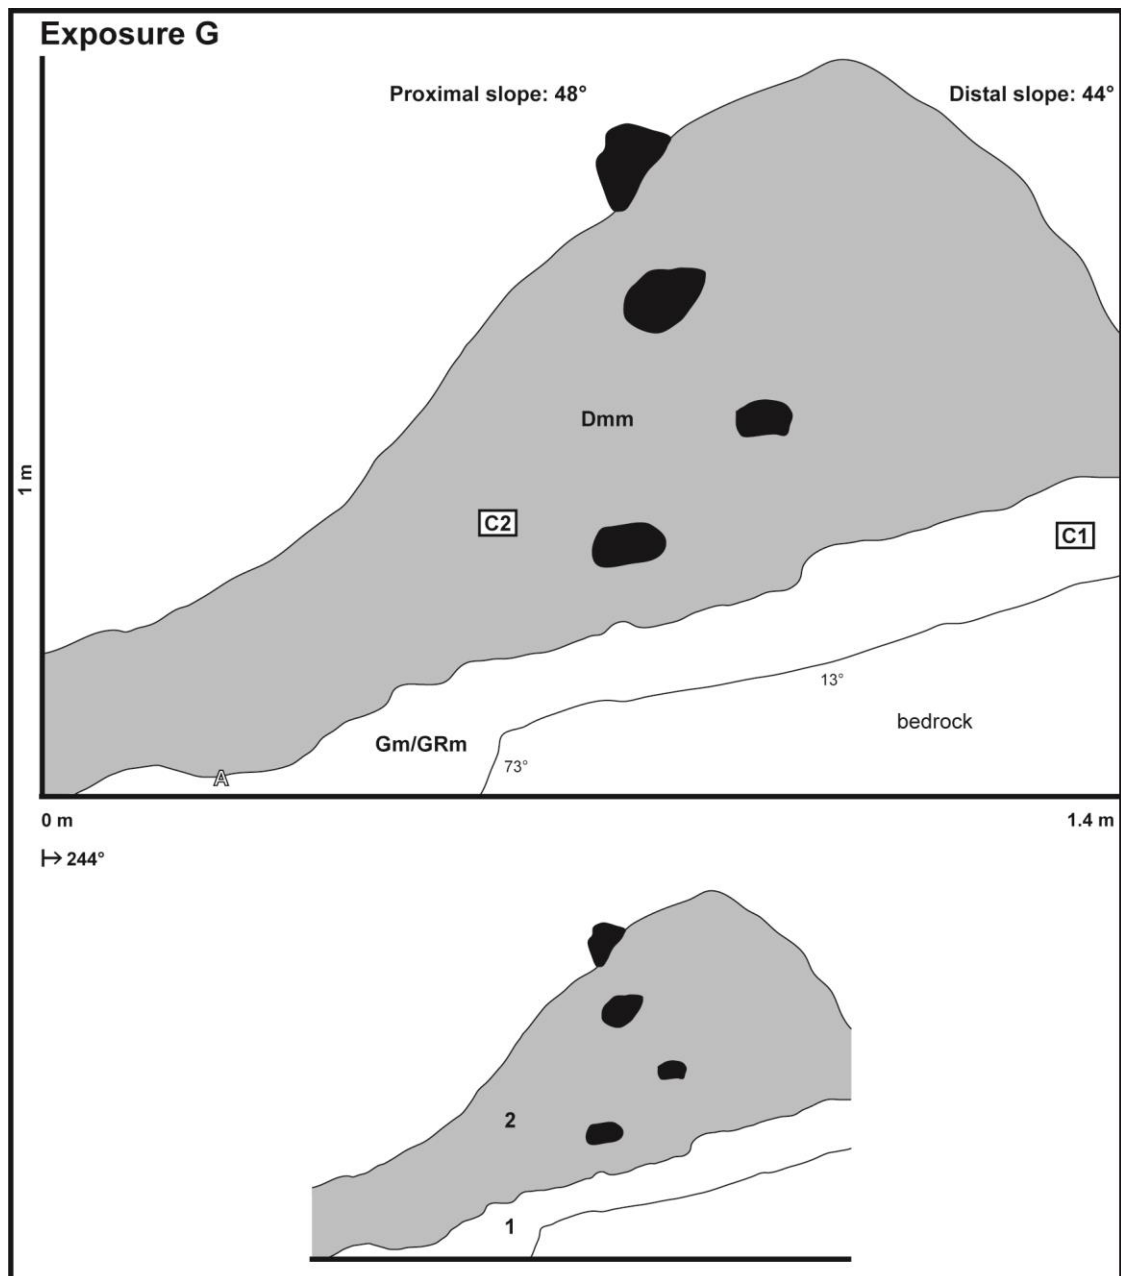 Exposure G
Proximal slope: 48°
Distal slope: 44°
Dmm
1 m
C2
C1
13°
bedrock
Gm/GRm
73°
A
0 m
1.4 m
244°
2
1